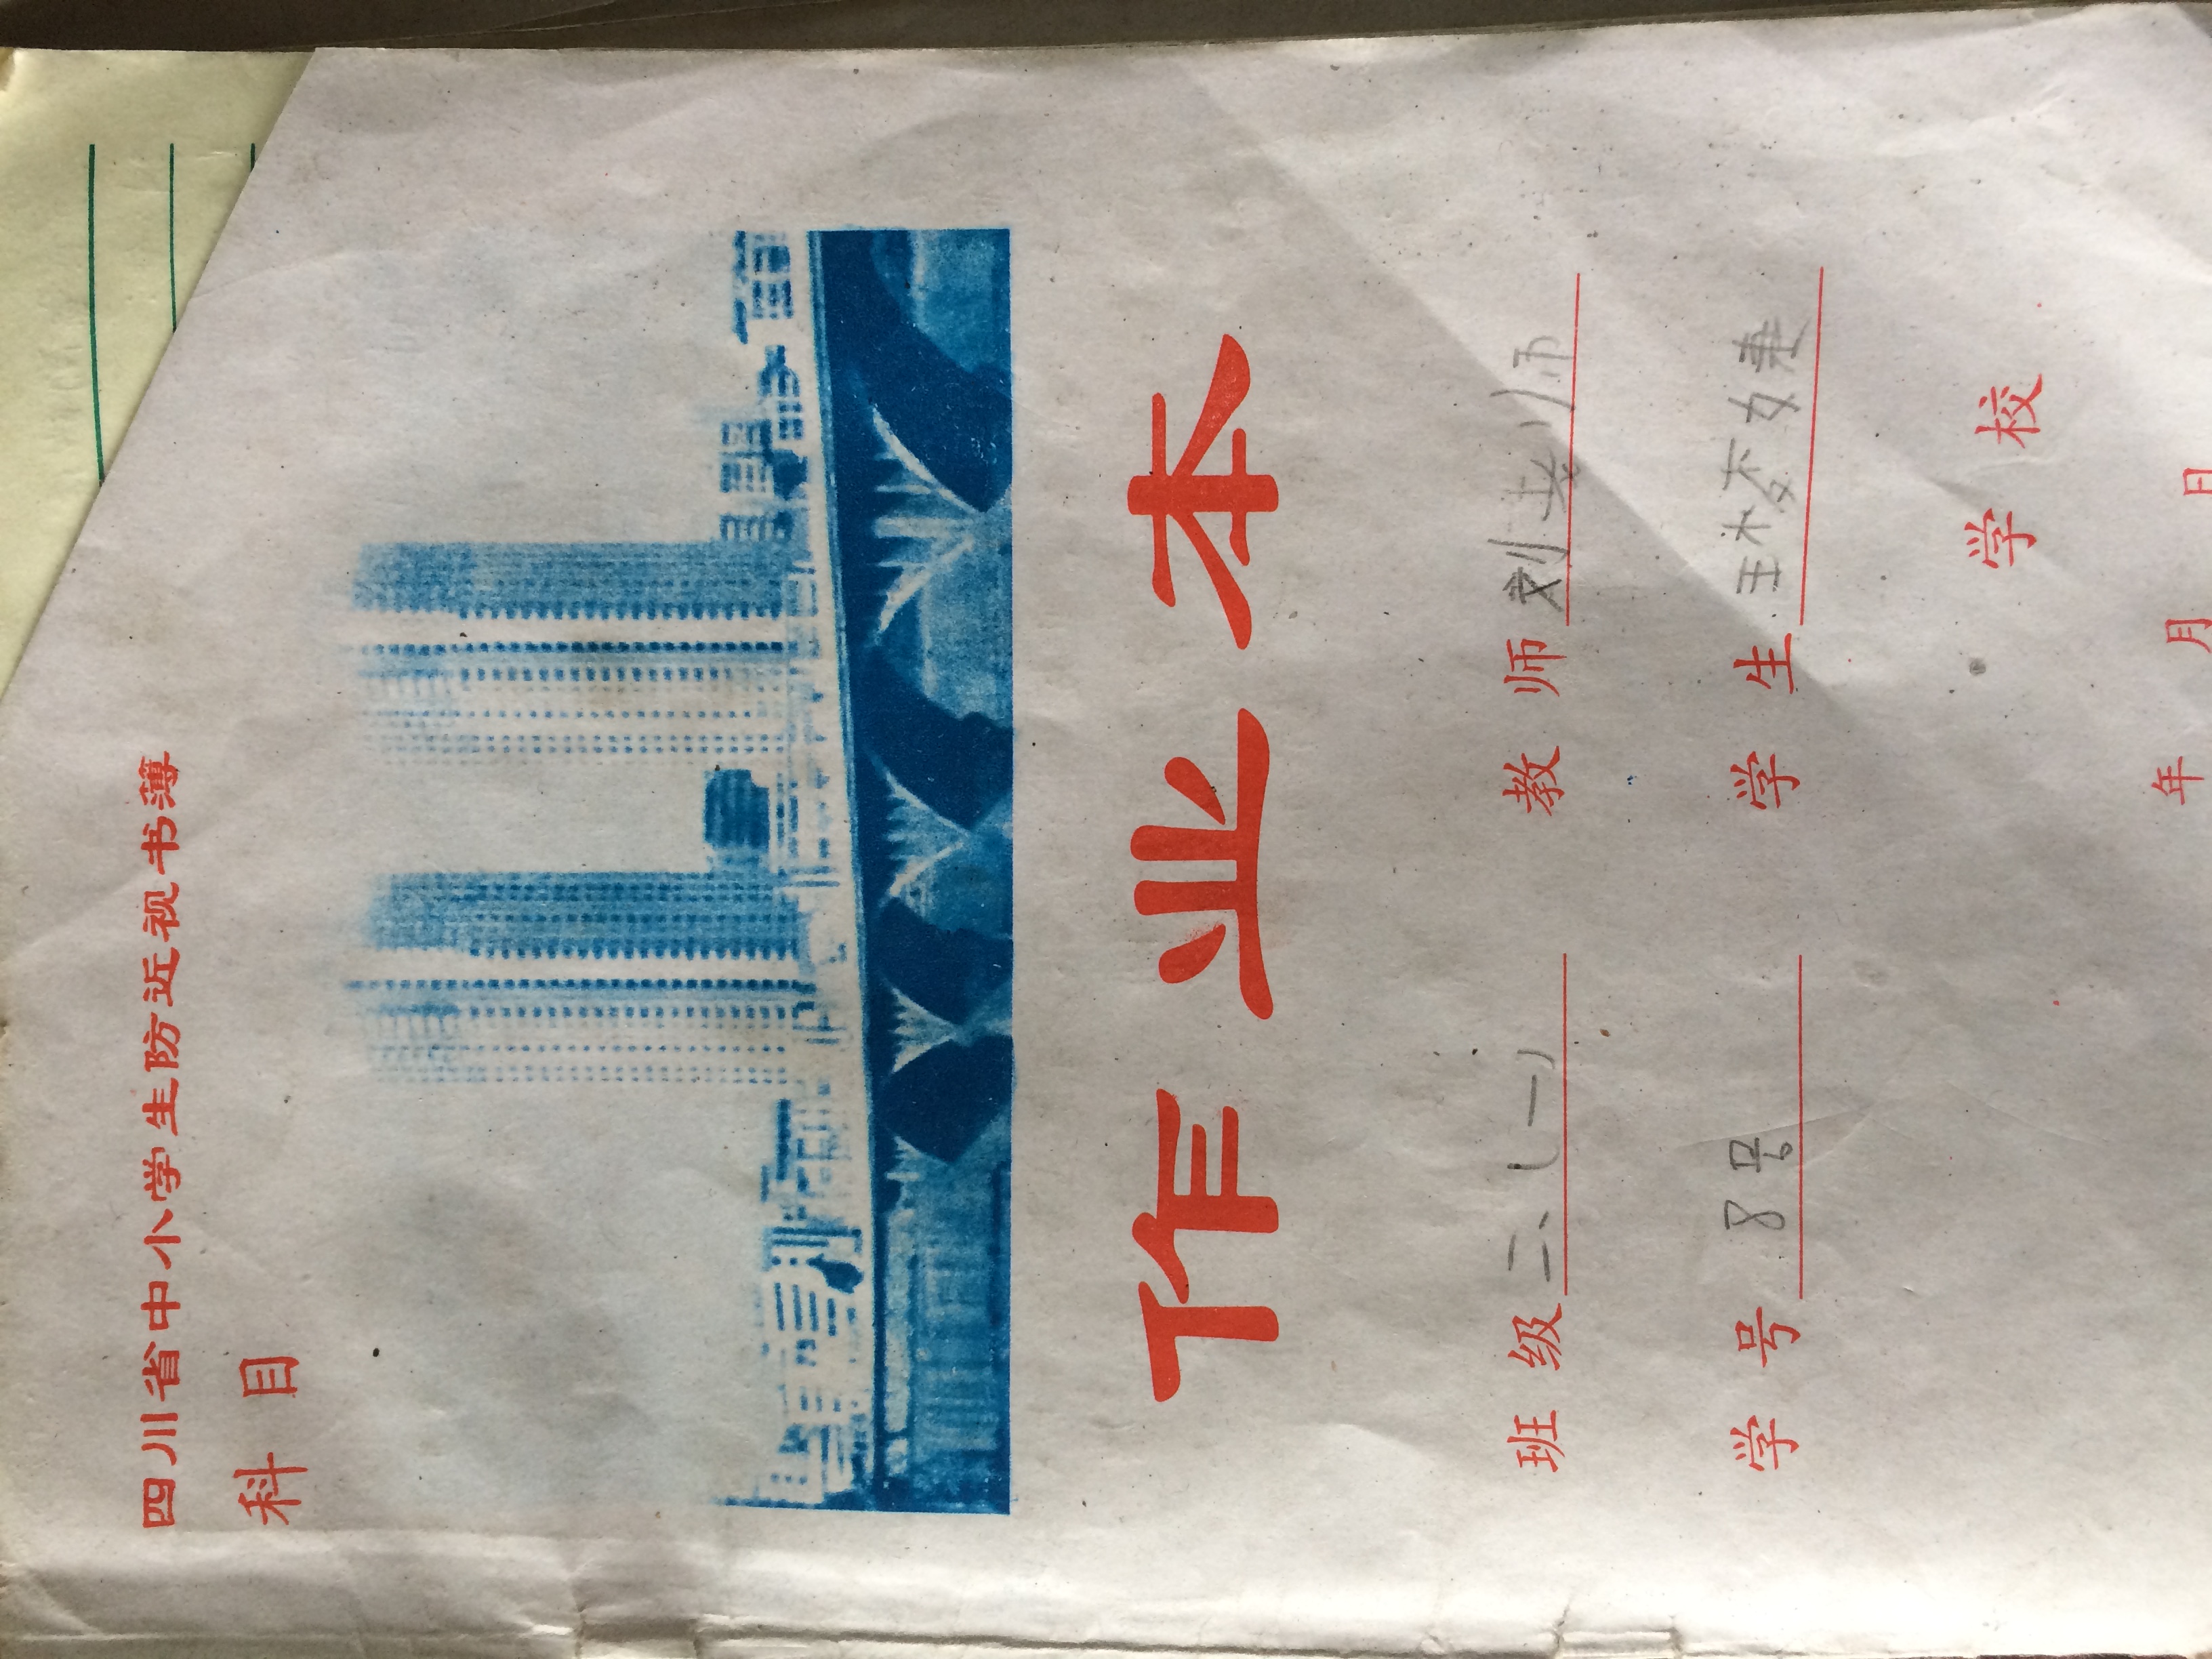 四川省中小学生防近视书簿
科目
作业本
班级 二、(一) 教师 刘老师
学号 8号 学生 王
学校
年 月 日